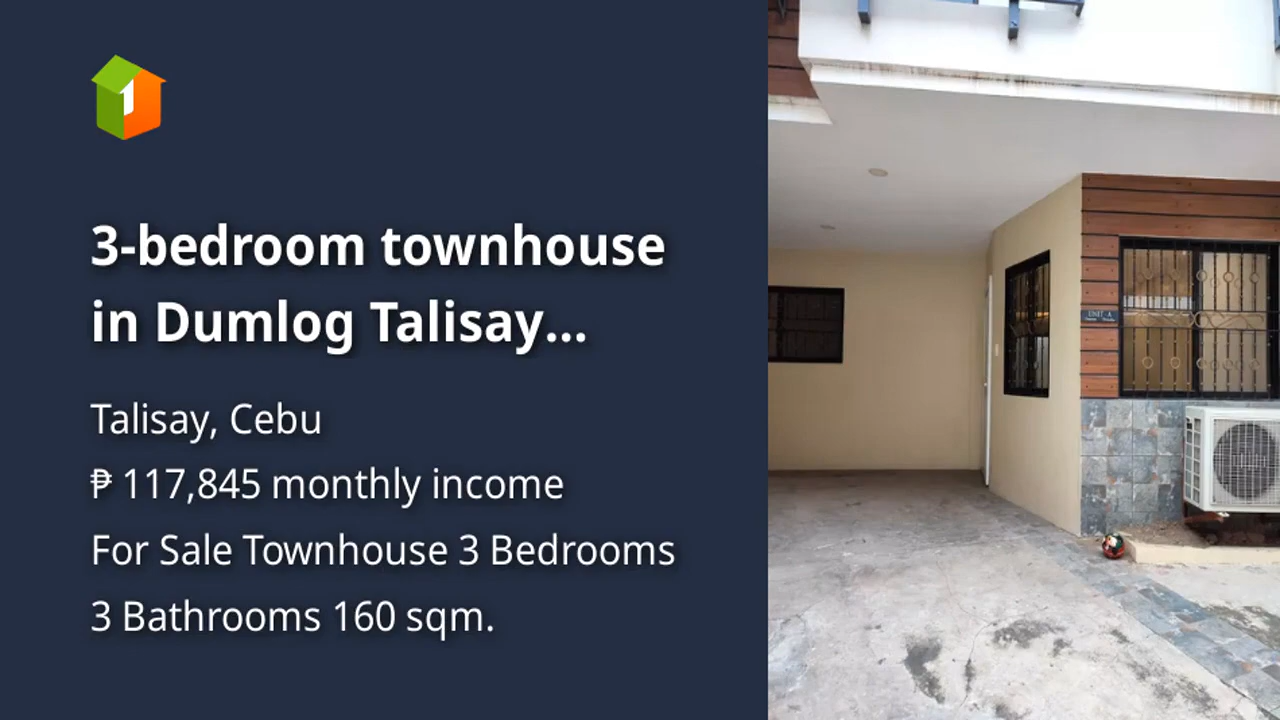 3-bedroom townhouse
in Dumlog Talisay...
Talisay, Cebu
₱ 117,845 monthly income
For Sale Townhouse 3 Bedrooms
3 Bathrooms 160 sqm.
UNIT A